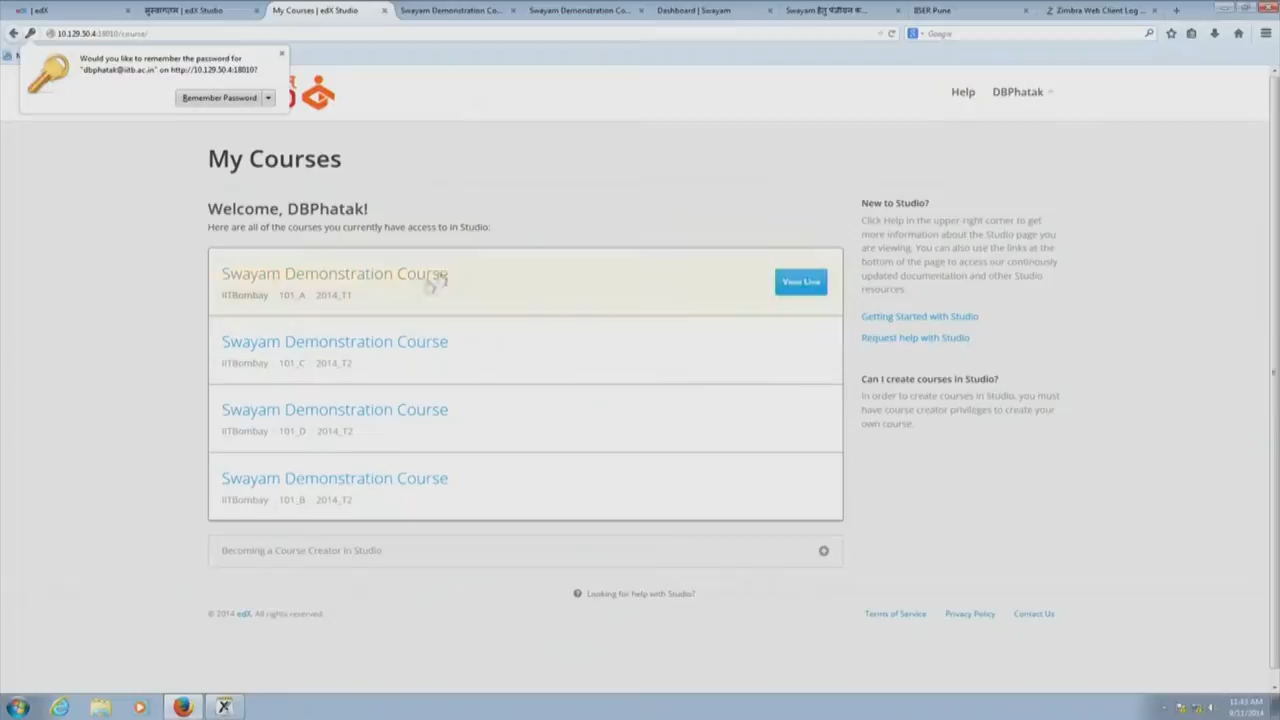 edX
सुस्वागतम | edX Studio
My Courses | edX Studio
Swayam Demonstration Co...
Swayam Demonstration Co...
Dashboard | Swayam
Swayam हेतु पंजीयन क...
IISER Pune
Zimbra Web Client Log ...
10.129.50.4:18010/course/
Google
Would you like to remember the password for
"dbphatak@iitb.ac.in" on http://10.129.50.4:18010?
Remember Password
Help
DBPhatak
My Courses
Welcome, DBPhatak!
Here are all of the courses you currently have access to in Studio:
Swayam Demonstration Course
IITBombay 101_A 2014_T1
View Live
Swayam Demonstration Course
IITBombay 101_C 2014_T2
Swayam Demonstration Course
IITBombay 101_D 2014_T2
Swayam Demonstration Course
IITBombay 101_B 2014_T2
Becoming a Course Creator in Studio
New to Studio?
Click Help in the upper-right corner to get
more information about the Studio page you
are viewing. You can also use the links at the
bottom of the page to access our continously
updated documentation and other Studio
resources.
Getting Started with Studio
Request help with Studio
Can I create courses in Studio?
In order to create courses in Studio, you must
have course creator privileges to create your
own course.
Looking for help with Studio?
© 2014 edX. All rights reserved.
Terms of Service
Privacy Policy
Contact Us
11:43 AM
9/11/2014